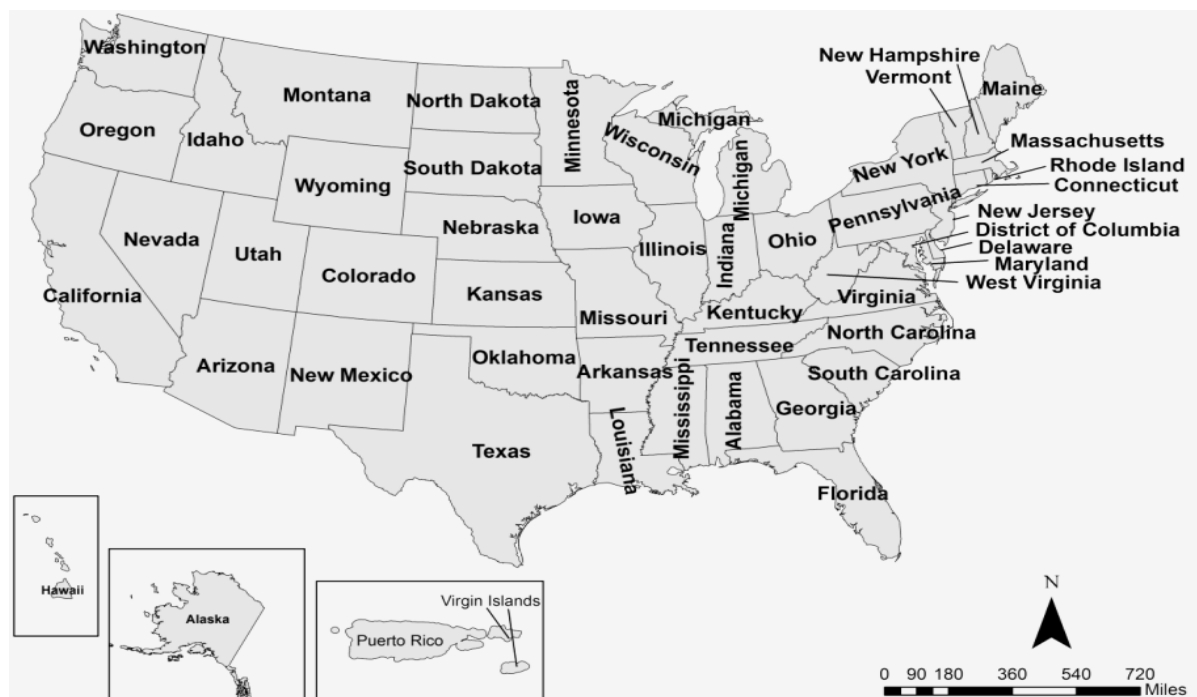 Washington
Montana
North Dakota
Minnesota
New Hampshire
Vermont
Maine
Oregon
Idaho
Wyoming
South Dakota
Wisconsin
Michigan
Michigan
New York
Massachusetts
Rhode Island
Connecticut
Nebraska
Iowa
Pennsylvania
New Jersey
District of Columbia
Delaware
Maryland
West Virginia
Nevada
Utah
Colorado
Illinois
Indiana
Ohio
California
Kansas
Missouri
Kentucky
Virginia
Arizona
New Mexico
Oklahoma
Arkansas
Tennessee
North Carolina
South Carolina
Texas
Louisiana
Mississippi
Alabama
Georgia
Florida
Hawaii
Alaska
Puerto Rico
Virgin Islands
N
0 90 180 360 540 720
Miles